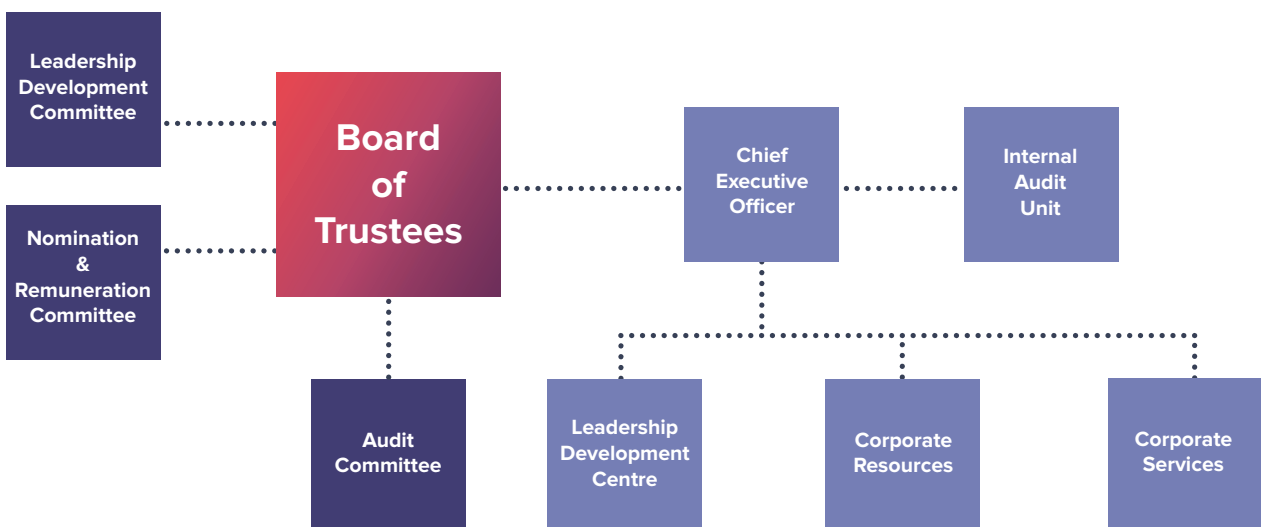 Leadership
Development
Committee
Board
of
Trustees
Chief
Executive
Officer
Internal
Audit
Unit
Nomination
&
Remuneration
Committee
Audit
Committee
Leadership
Development
Centre
Corporate
Resources
Corporate
Services